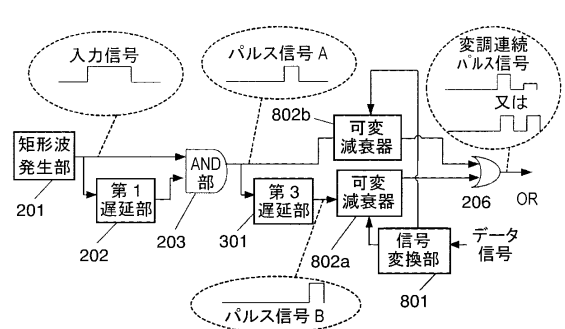 入力信号
パルス信号A
変調連続
パルス信号
又は
802b
可変
減衰器
矩形波
発生部
201
AND
部
203
第1
遅延部
202
第3
遅延部
301
可変
減衰器
802a
206
OR
信号
変換部
801
データ
信号
パルス信号B